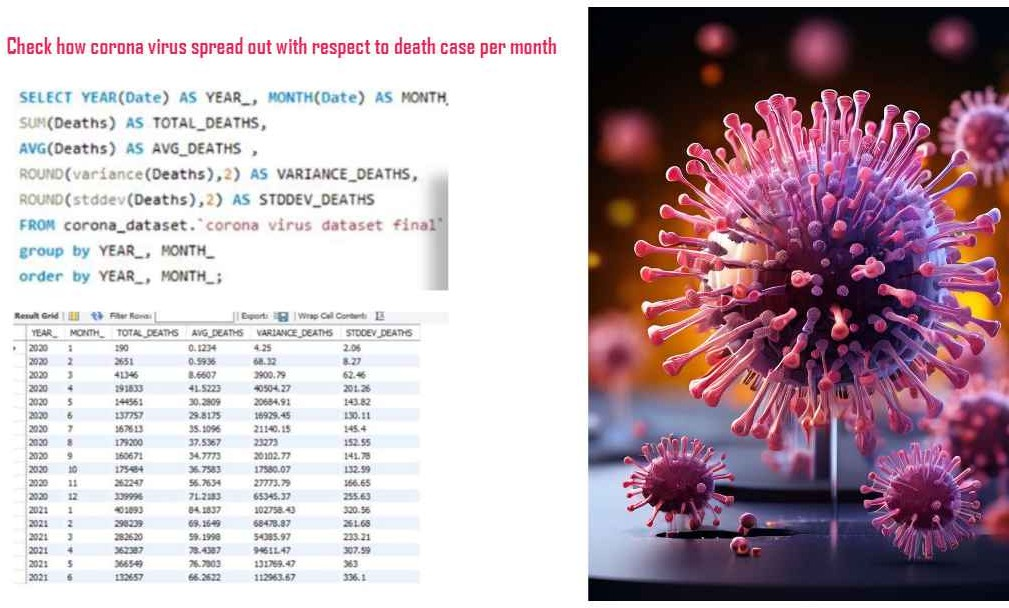 Check how corona virus spread out with respect to death case per month
SELECT YEAR(Date) AS YEAR_, MONTH(Date) AS MONTH_
SUM(Deaths) AS TOTAL_DEATHS,
AVG(Deaths) AS AVG_DEATHS ,
ROUND(variance(Deaths),2) AS VARIANCE_DEATHS,
ROUND(stddev(Deaths),2) AS STDDEV_DEATHS
FROM corona_dataset.`corona virus dataset final`
group by YEAR_, MONTH_
order by YEAR_, MONTH_;
Result Grid Filter Rows: Export: Wrap Cell Content:
YEAR_ MONTH_ TOTAL_DEATHS AVG_DEATHS VARIANCE_DEATHS STDDEV_DEATHS
2020 1 190 0.1234 4.25 2.06
2020 2 2651 0.5936 68.32 8.27
2020 3 41346 8.6607 3900.79 62.46
2020 4 191833 41.5223 40504.27 201.26
2020 5 144561 30.2809 20684.91 143.82
2020 6 137757 29.8175 16929.45 130.11
2020 7 167613 35.1096 21140.15 145.4
2020 8 179200 37.5367 23273 152.55
2020 9 160671 34.7773 20102.77 141.78
2020 10 175484 36.7583 17580.07 132.59
2020 11 262247 56.7634 27773.79 166.65
2020 12 339996 71.2183 65345.37 255.63
2021 1 401893 84.1837 102758.43 320.56
2021 2 298239 69.1649 68478.87 261.68
2021 3 282620 59.1998 54385.97 233.21
2021 4 362387 78.4387 94611.47 307.59
2021 5 366549 76.7803 131769.47 363
2021 6 132657 66.2622 112963.67 336.1